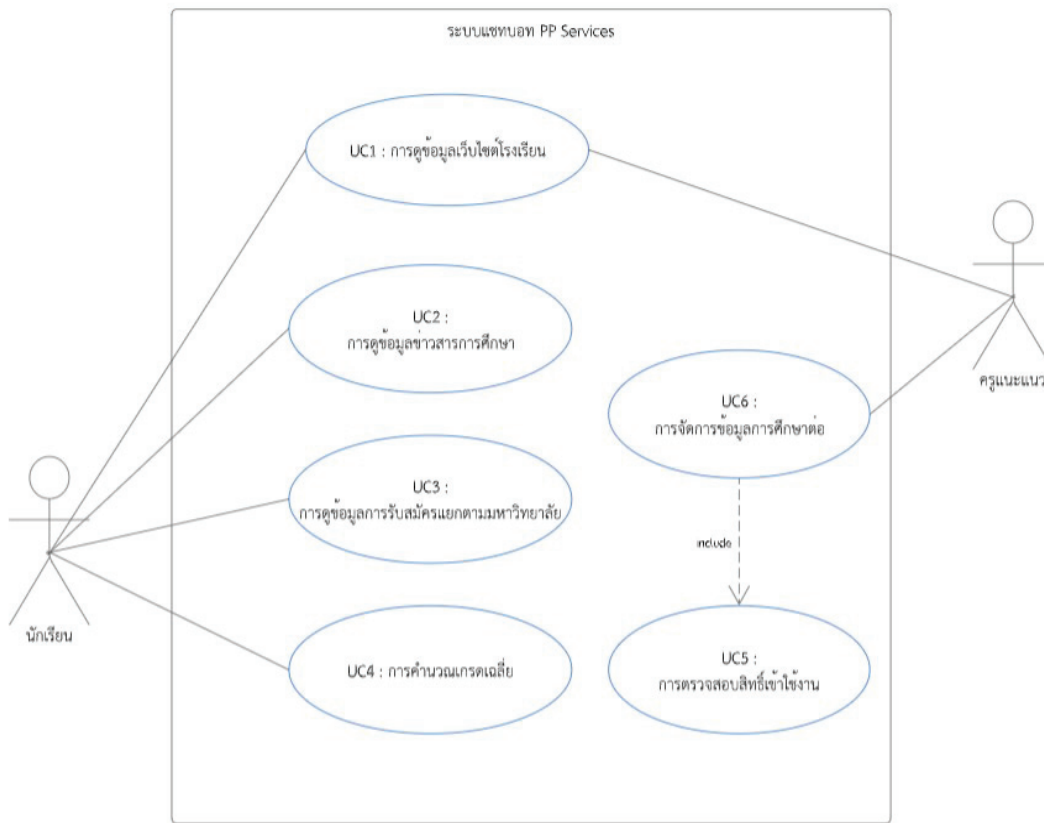 ระบบแชทบอท PP Services
UC1 : การดูข้อมูลเว็บไซต์โรงเรียน
UC2 :
การดูข้อมูลข่าวสารการศึกษา
ครูแนะแนว
UC6 :
การจัดการข้อมูลการศึกษาต่อ
UC3 :
การดูข้อมูลการรับสมัครแยกตามมหาวิทยาลัย
include
นักเรียน
UC4 : การคำนวณเกรดเฉลี่ย
UC5 :
การตรวจสอบสิทธิ์เข้าใช้งาน